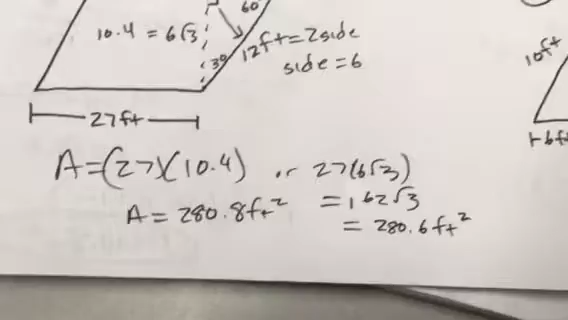 60
10.4 = 6√3
30
12ft = 2side
side = 6
10ft
27ft
6ft
A = (27)(10.4) or 27(6√3)
A = 280.8ft² = 162√3
= 280.6ft²